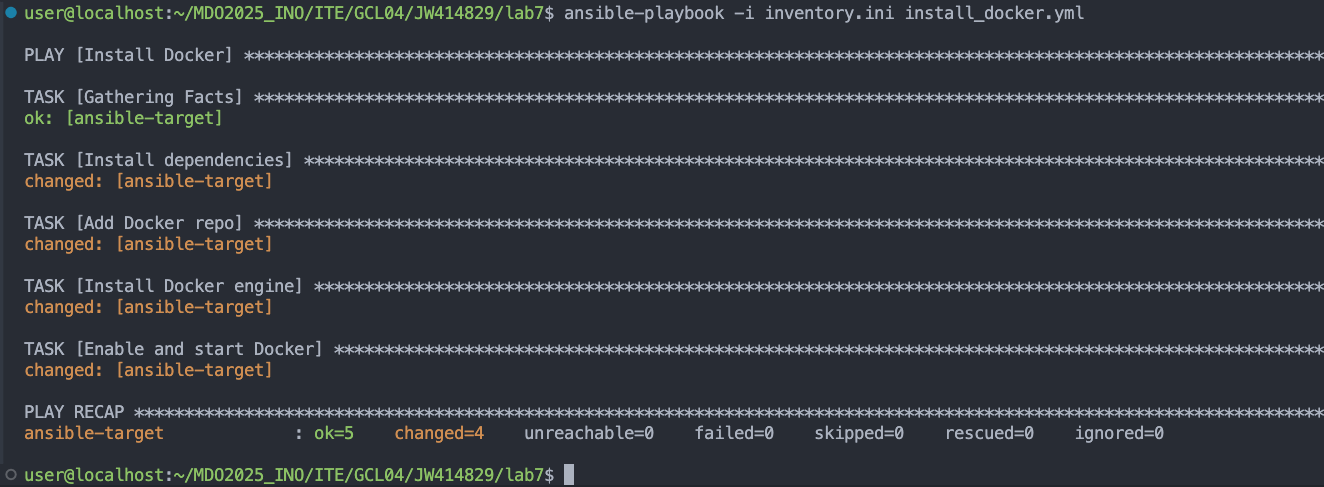 user@localhost:~/MDO2025_INO/ITE/GCL04/JW414829/lab7$ ansible-playbook -i inventory.ini install_docker.yml
PLAY [Install Docker] ************************************************************************************************************
TASK [Gathering Facts] ***********************************************************************************************************
ok: [ansible-target]
TASK [Install dependencies] ******************************************************************************************************
changed: [ansible-target]
TASK [Add Docker repo] ***********************************************************************************************************
changed: [ansible-target]
TASK [Install Docker engine] *****************************************************************************************************
changed: [ansible-target]
TASK [Enable and start Docker] ***************************************************************************************************
changed: [ansible-target]
PLAY RECAP ***********************************************************************************************************************
ansible-target : ok=5 changed=4 unreachable=0 failed=0 skipped=0 rescued=0 ignored=0
user@localhost:~/MDO2025_INO/ITE/GCL04/JW414829/lab7$